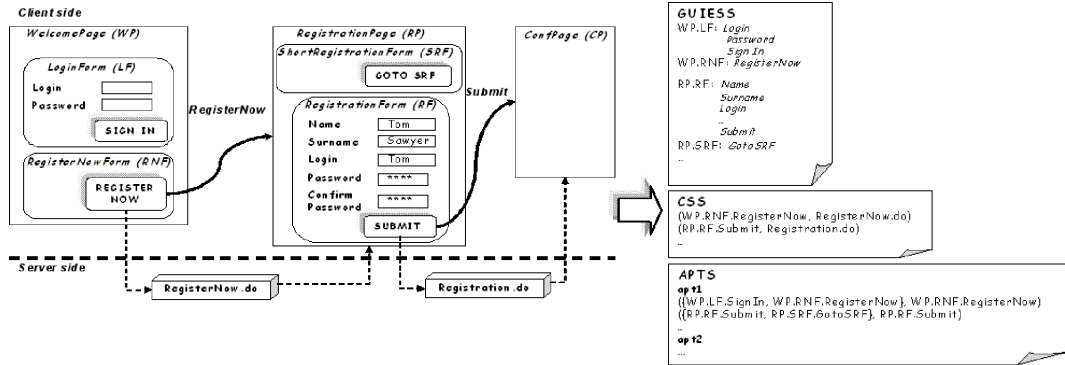 Client side
WelcomePage (WP)
LoginForm (LF)
Login
Password
SIGN IN
RegisterNowForm (RNF)
REGISTER
NOW
RegisterNow
RegistrationPage (RP)
ShortRegistrationForm (SRF)
GOTO SRF
RegistrationForm (RF)
Name Tom
Surname Sawyer
Login Tom
Password ****
Confirm
Password ****
SUBMIT
Submit
ConfPage (CP)
Server side
RegisterNow.do
Registration.do
GUIESS
WP.LF: Login
Password
Sign In
WP.RNF: RegisterNow
RP.RF: Name
Surname
Login
...
Submit
RP.SRF: GotoSRF
...
CSS
(WP.RNF.RegisterNow, RegisterNow.do)
(RP.RF.Submit, Registration.do)
...
APTS
apt1
({WP.LF.SignIn, WP.RNF.RegisterNow}, WP.RNF.RegisterNow)
({RP.RF.Submit, RP.SRF.GotoSRF}, RP.RF.Submit)
...
apt2
...